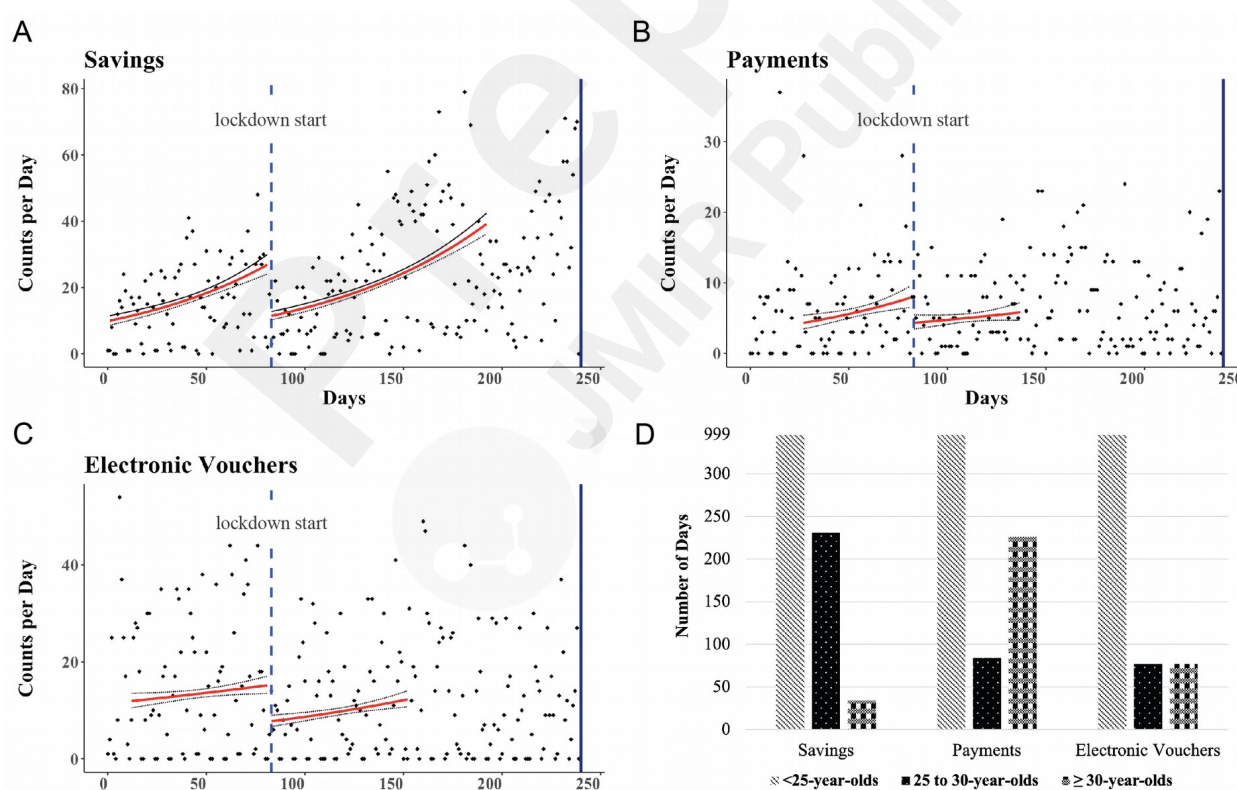 A
Savings
80
60
40
20
0
Counts per Day
lockdown start
0 50 100 150 200 250
Days
B
Payments
30
20
10
0
Counts per Day
lockdown start
0 50 100 150 200 250
Days
C
Electronic Vouchers
40
20
0
Counts per Day
lockdown start
0 50 100 150 200 250
D
999
300
250
200
150
100
50
0
Number of Days
Savings Payments Electronic Vouchers
<25-year-olds 25 to 30-year-olds ≥ 30-year-olds
Prep
JMIR Publi